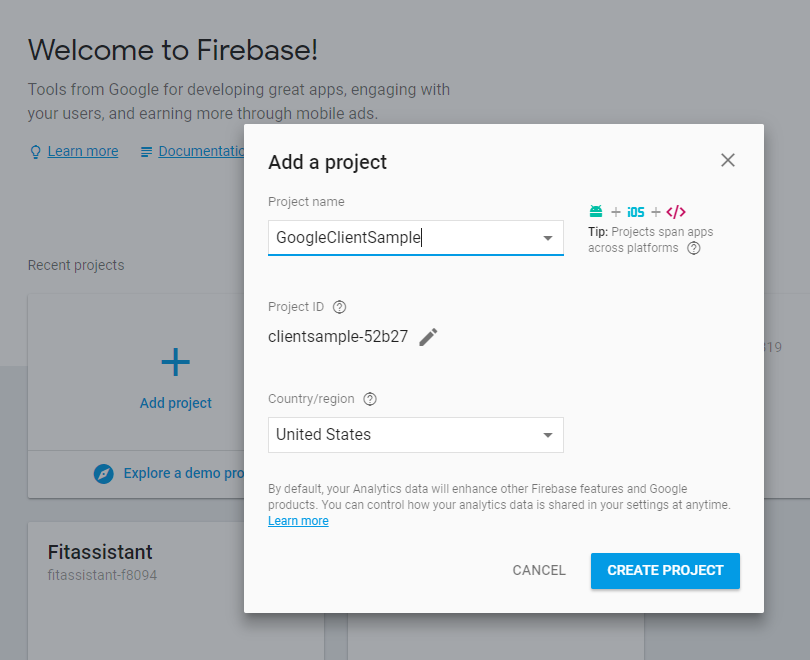 Welcome to Firebase!
Tools from Google for developing great apps, engaging with
your users, and earning more through mobile ads.
Learn more
Recent projects
Add project
Explore a demo
Fitassistant
fitassistant-f8094
Add a project
Project name
GoogleClientSample
+ iOS + </>
Tip: Projects span apps
across platforms ?
Project ID ?
clientsample-52b27
Country/region ?
United States
By default, your Analytics data will enhance other Firebase features and Google
products. You can control how your analytics data is shared in your settings at anytime.
Learn more
CANCEL
CREATE PROJECT